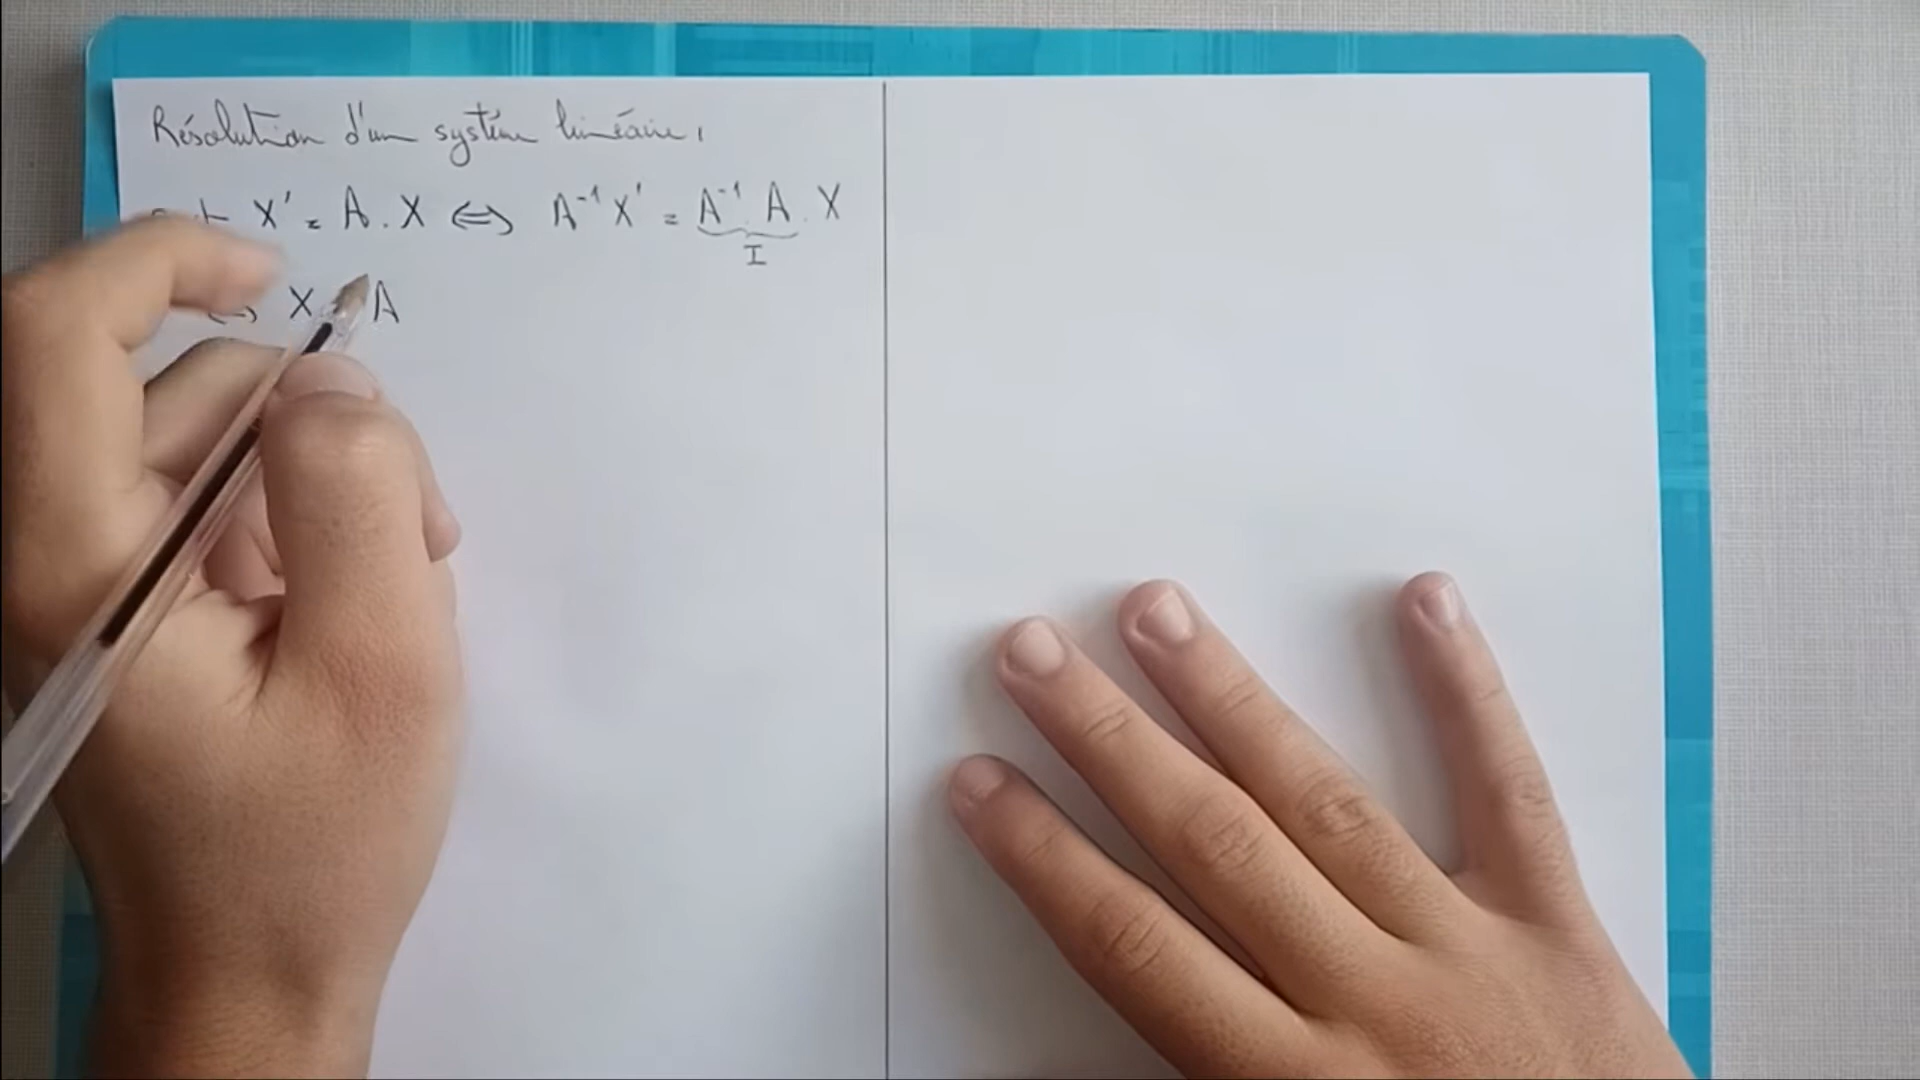 Résolution d'un système linéaire,
X' = A . X ⇔ A⁻¹ X' = A⁻¹ . A . X
I
X A